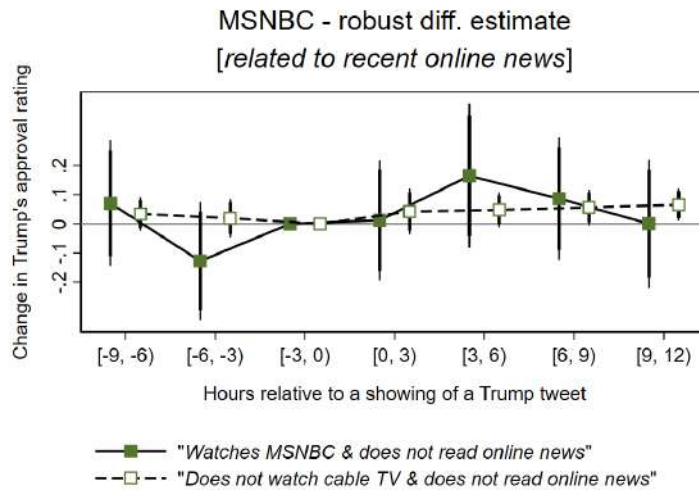 MSNBC - robust diff. estimate
[related to recent online news]
Change in Trump's approval rating
.2
.1
0
-.1
-.2
[-9, -6) [-6, -3) [-3, 0) [0, 3) [3, 6) [6, 9) [9, 12)
Hours relative to a showing of a Trump tweet
"Watches MSNBC & does not read online news"
"Does not watch cable TV & does not read online news"